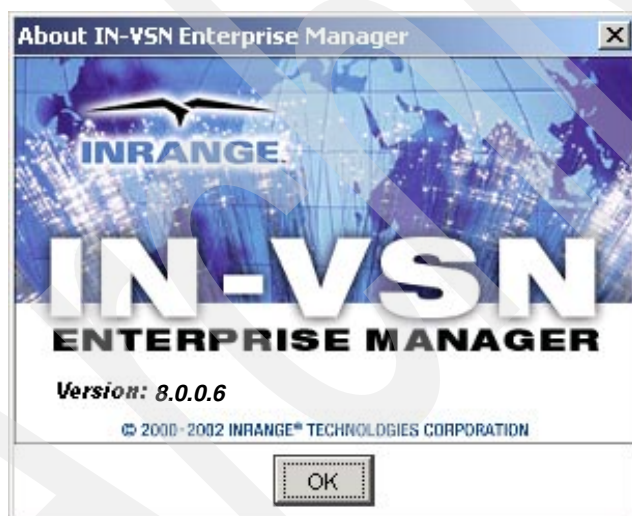 About IN-VSN Enterprise Manager
INRANGE
IN-VSN
ENTERPRISE MANAGER
Version: 8.0.0.6
© 2000-2002 INRANGE® TECHNOLOGIES CORPORATION
OK